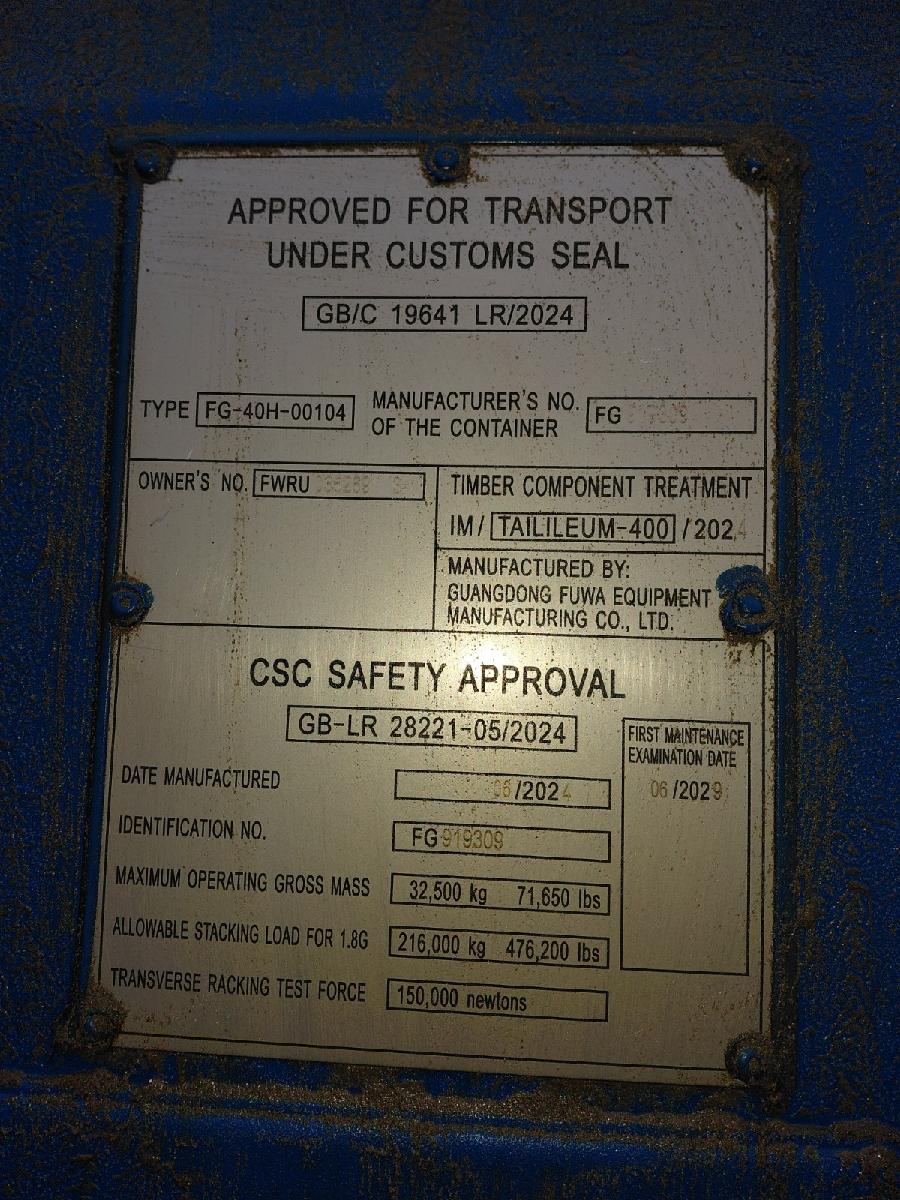 APPROVED FOR TRANSPORT
UNDER CUSTOMS SEAL
GB/C 19641 LR/2024
TYPE FG-40H-00104
MANUFACTURER'S NO.
OF THE CONTAINER
FG
OWNER'S NO. FWRU
TIMBER COMPONENT TREATMENT
IM/ TAILILEUM-400 /2024
MANUFACTURED BY:
GUANGDONG FUWA EQUIPMENT
MANUFACTURING CO., LTD.
CSC SAFETY APPROVAL
GB-LR 28221-05/2024
FIRST MAINTENANCE
EXAMINATION DATE
06/2029
DATE MANUFACTURED 06/2024
IDENTIFICATION NO. FG919309
MAXIMUM OPERATING GROSS MASS 32,500 kg 71,650 lbs
ALLOWABLE STACKING LOAD FOR 1.8G 216,000 kg 476,200 lbs
TRANSVERSE RACKING TEST FORCE 150,000 newtons